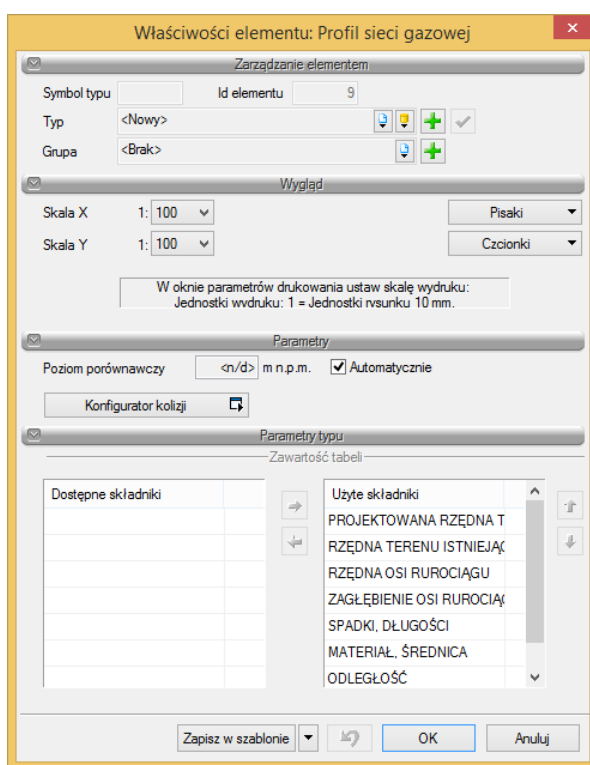 Właściwości elementu: Profil sieci gazowej
Zarządzanie elementem
Symbol typu Id elementu 9
Typ <Nowy>
Grupa <Brak>
Wygląd
Skala X 1: 100 Pisaki
Skala Y 1: 100 Czcionki
W oknie parametrów drukowania ustaw skalę wydruku:
Jednostki wydruku: 1 = Jednostki rysunku 10 mm.
Parametry
Poziom porównawczy <n/d> m n.p.m. Automatycznie
Konfigurator kolizji
Parametry typu
Zawartość tabeli
Dostępne składniki Użyte składniki
PROJEKTOWANA RZĘDNA T
RZĘDNA TERENU ISTNIEJĄC
RZĘDNA OSI RUROCIĄGU
ZAGŁĘBIENIE OSI RUROCIĄG
SPADKI, DŁUGOŚCI
MATERIAŁ, ŚREDNICA
ODLEGŁOŚĆ
Zapisz w szablonie OK Anuluj